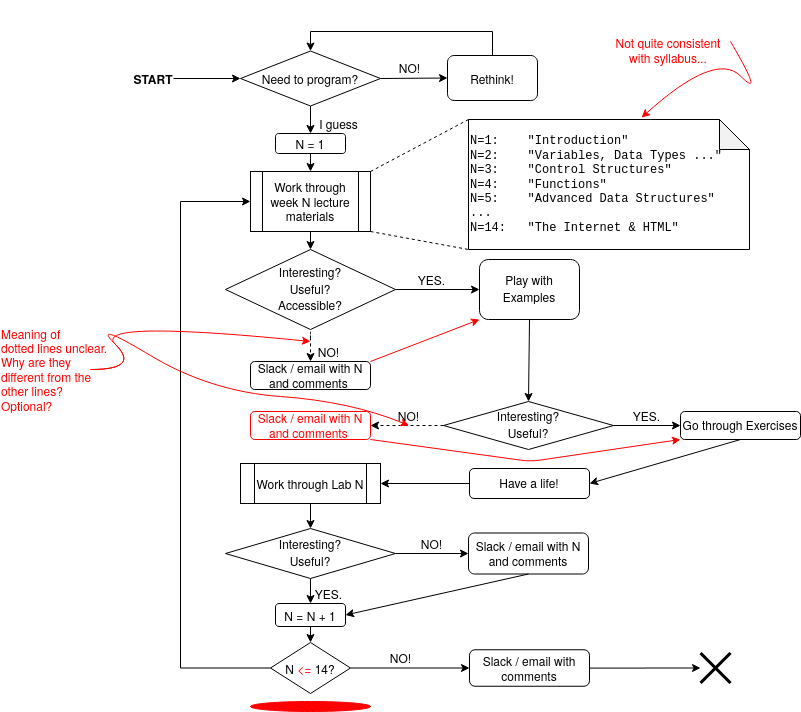 Not quite consistent
with syllabus...
START
Need to program?
NO!
Rethink!
I guess
N = 1
N=1: "Introduction"
N=2: "Variables, Data Types ..."
N=3: "Control Structures"
N=4: "Functions"
N=5: "Advanced Data Structures"
...
N=14: "The Internet & HTML"
Work through
week N lecture
materials
Interesting?
Useful?
Accessible?
YES.
Play with
Examples
Meaning of
dotted lines unclear.
Why are they
different from the
other lines?
Optional?
NO!
Slack / email with N
and comments
Slack / email with N
and comments
NO!
Interesting?
Useful?
YES.
Go through Exercises
Work through Lab N
Have a life!
Interesting?
Useful?
NO!
Slack / email with N
and comments
YES.
N = N + 1
N <= 14?
NO!
Slack / email with
comments